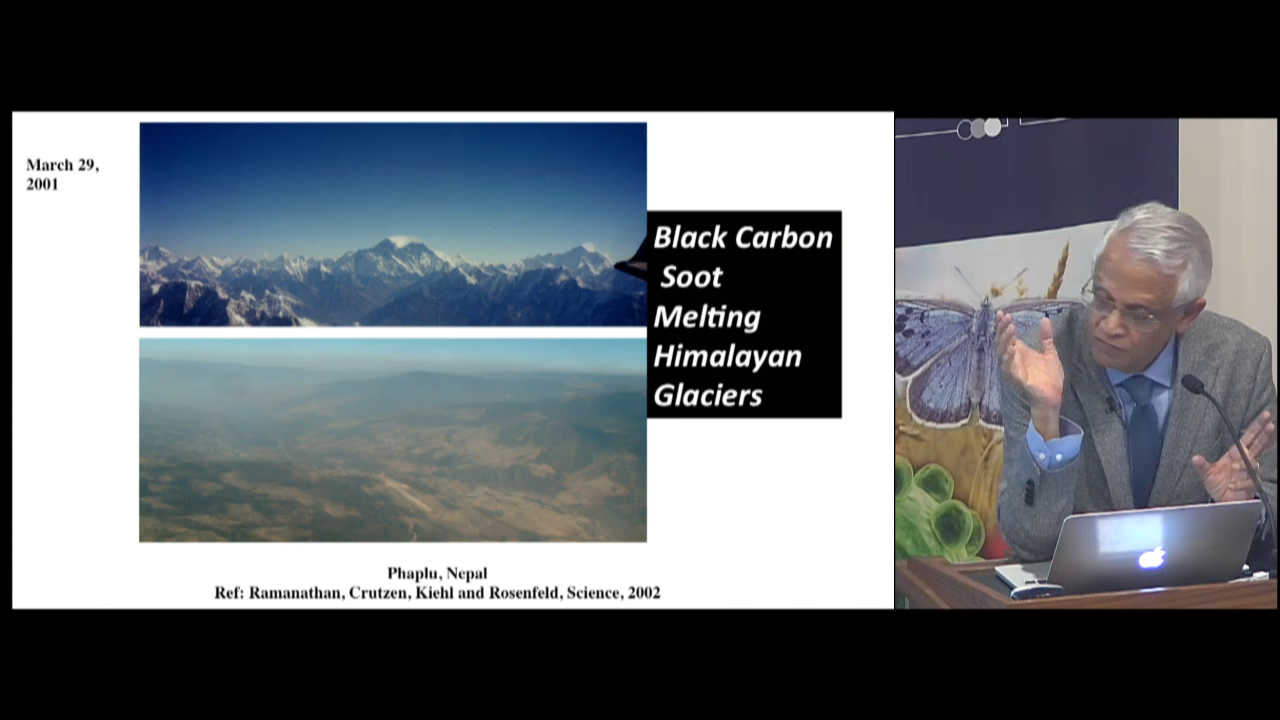 March 29,
2001
Black Carbon
Soot
Melting
Himalayan
Glaciers
Phaplu, Nepal
Ref: Ramanathan, Crutzen, Kiehl and Rosenfeld, Science, 2002